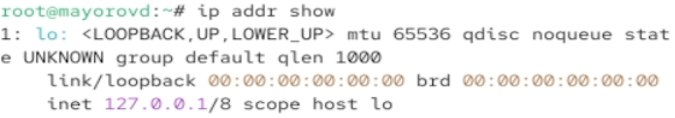 root@mayorovd:~# ip addr show
1: lo: <LOOPBACK,UP,LOWER_UP> mtu 65536 qdisc noqueue stat
e UNKNOWN group default qlen 1000
    link/loopback 00:00:00:00:00:00 brd 00:00:00:00:00:00
    inet 127.0.0.1/8 scope host lo